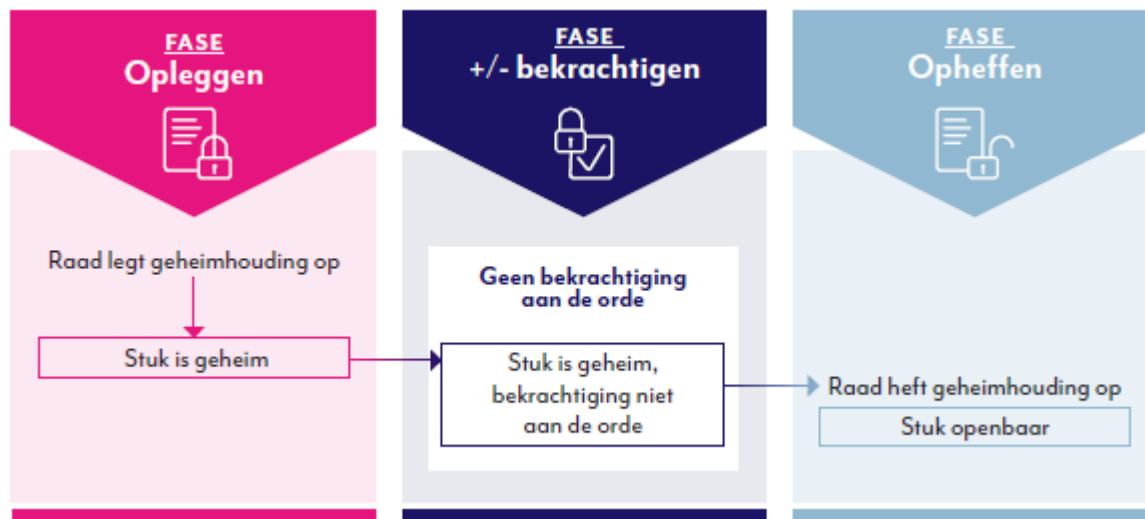 FASE
Opleggen
Raad legt geheimhouding op
Stuk is geheim
FASE
+/- bekrachtigen
Geen bekrachtiging
aan de orde
Stuk is geheim,
bekrachtiging niet
aan de orde
FASE
Opheffen
Raad heft geheimhouding op
Stuk openbaar